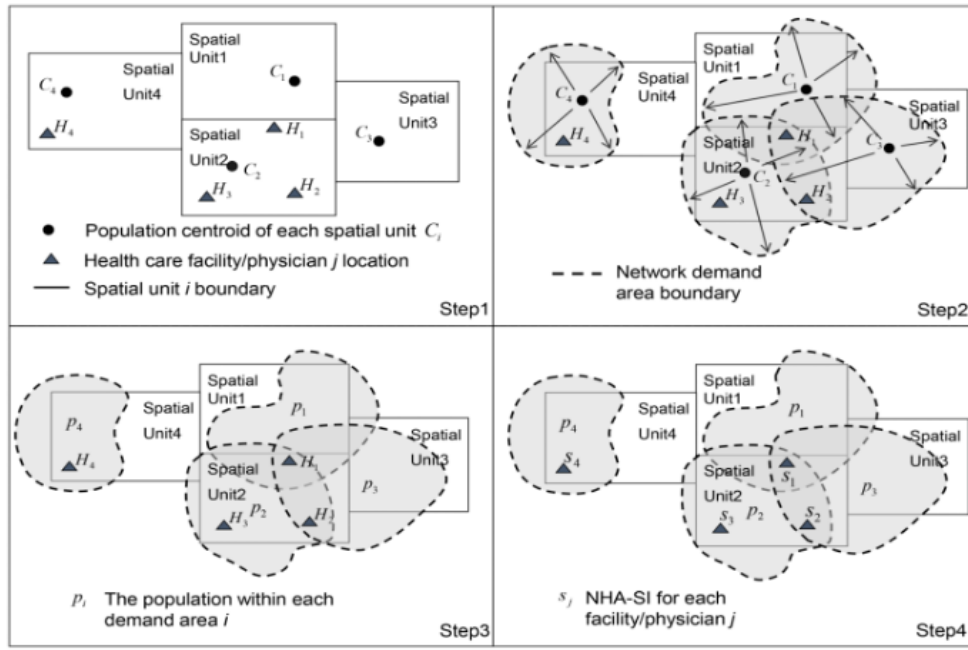 Spatial
Unit1
Spatial
Unit4
C₁
C₄
Spatial
Unit3
H₄
H₁
C₃
Spatial
Unit2
C₂
H₃
H₂
Population centroid of each spatial unit Cᵢ
Health care facility/physician j location
Spatial unit i boundary
Step1
Spatial
Unit1
Spatial
Unit4
C₁
C₄
Spatial
Unit3
H₄
H
C₃
Spatial
Unit2
C₂
H₃
H₂
Network demand
area boundary
Step2
Spatial
Unit1
p₁
p₄
Spatial
Unit4
Spatial
Unit3
H₄
H₁
Spatial
Unit2
p₃
H₃
p₂
H₂
pᵢ The population within each
demand area i
Step3
Spatial
Unit1
p₁
p₄
Spatial
Unit4
Spatial
Unit3
s₄
s₁
Spatial
Unit2
p₃
s₃
p₂
s₂
sⱼ NHA-SI for each
facility/physician j
Step4